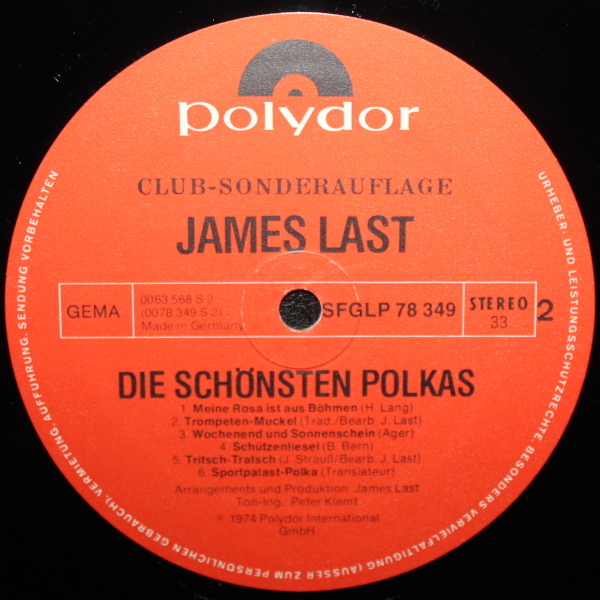 polydor
CLUB-SONDERAUFLAGE
JAMES LAST
GEMA
0063 568 S 2
(0078 349 S 2)
Made in Germany
SFGLP 78 349
STEREO
33
2
DIE SCHÖNSTEN POLKAS
1. Meine Rosa ist aus Böhmen (H. Lang)
2. Trompeten-Muckel (Trad./Bearb. J. Last)
3. Wochenend und Sonnenschein (Ager)
4. Schützenliesel (B. Bern)
5. Tritsch-Tratsch (J. Strauß/Bearb. J. Last)
6. Sportpalast-Polka (Translateur)
Arrangements und Produktion: James Last
Ton-Ing.: Peter Klemt
Ⓟ 1974 Polydor International
GmbH
URHEBER- UND LEISTUNGSSCHUTZRECHTE, BESONDERS VERVIELFÄLTIGUNG (AUSSER ZUM PERSÖNLICHEN GEBRAUCH), VERMIETUNG, AUFFÜHRUNG, SENDUNG VORBEHALTEN